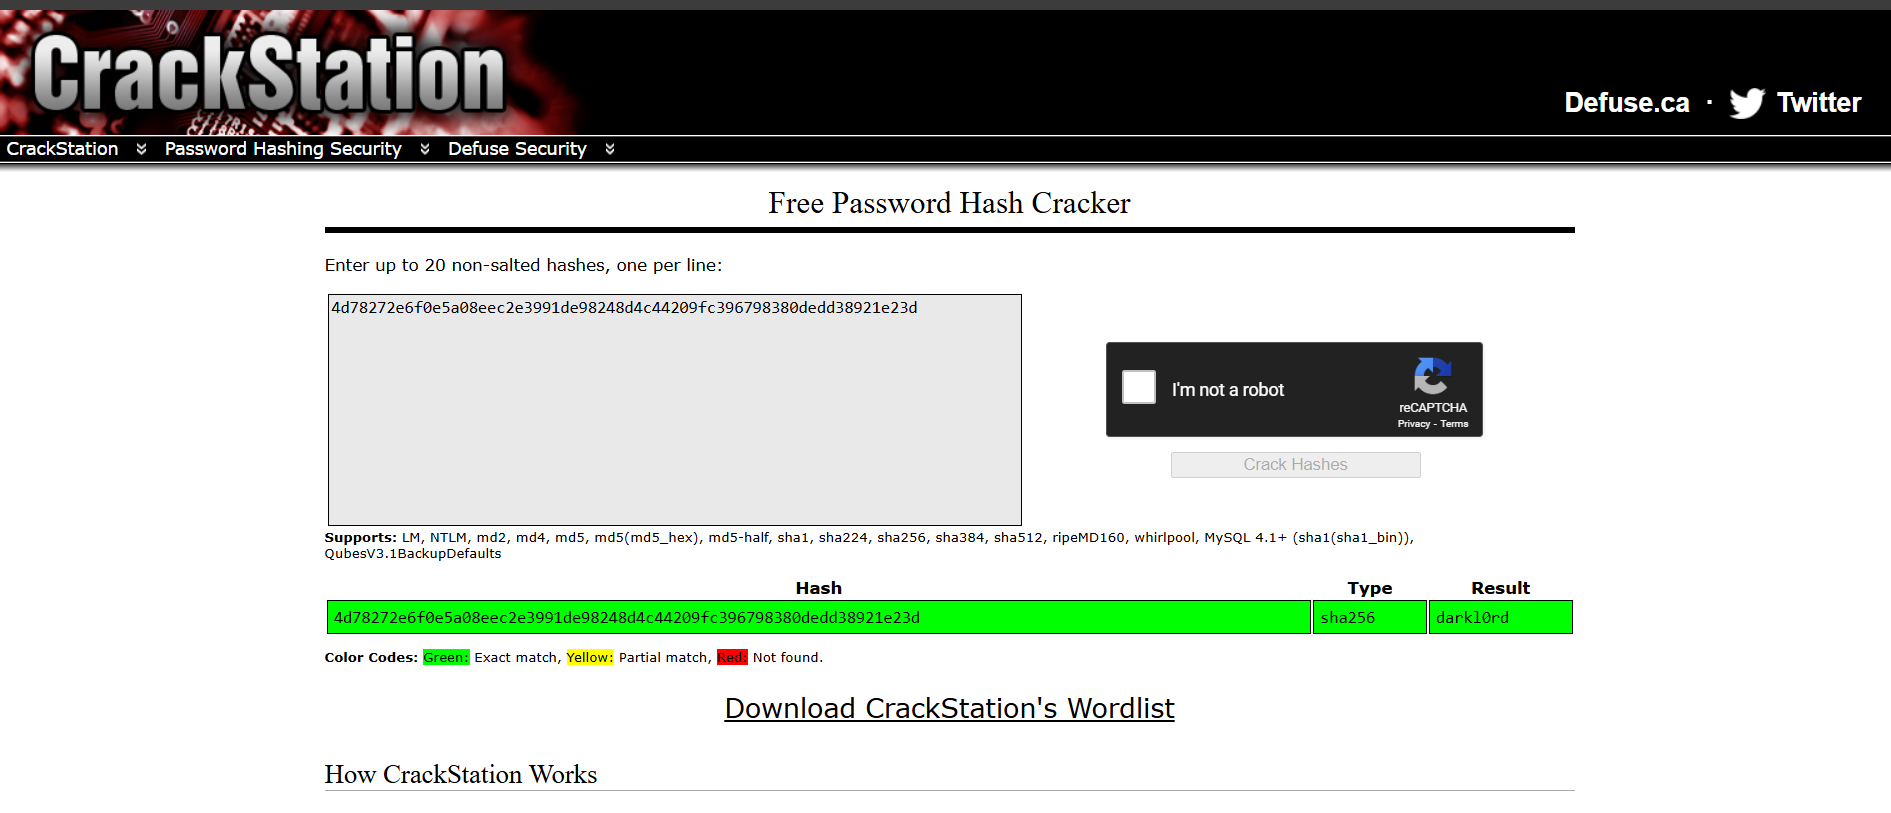 CrackStation
Defuse.ca · Twitter
CrackStation Password Hashing Security Defuse Security
Free Password Hash Cracker
Enter up to 20 non-salted hashes, one per line:
4d78272e6f0e5a08eec2e3991de98248d4c44209fc396798380dedd38921e23d
I'm not a robot
reCAPTCHA
Privacy - Terms
Crack Hashes
Supports: LM, NTLM, md2, md4, md5, md5(md5_hex), md5-half, sha1, sha224, sha256, sha384, sha512, ripeMD160, whirlpool, MySQL 4.1+ (sha1(sha1_bin)),
QubesV3.1BackupDefaults
Hash Type Result
4d78272e6f0e5a08eec2e3991de98248d4c44209fc396798380dedd38921e23d sha256 darkl0rd
Color Codes: Green: Exact match, Yellow: Partial match, Red: Not found.
Download CrackStation's Wordlist
How CrackStation Works